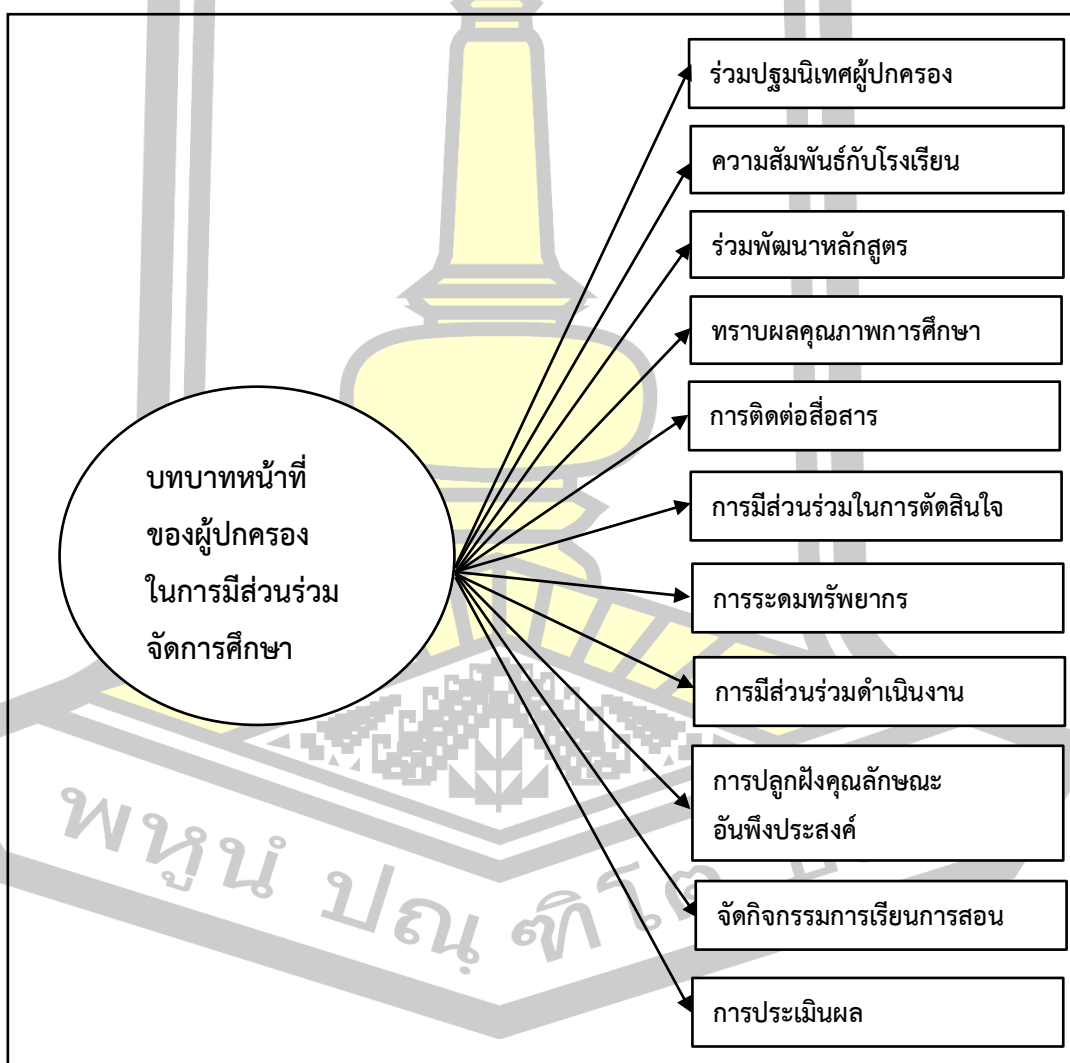 ร่วมปฐมนิเทศผู้ปกครอง
ความสัมพันธ์กับโรงเรียน
ร่วมพัฒนาหลักสูตร
ทราบผลคุณภาพการศึกษา
การติดต่อสื่อสาร
บทบาทหน้าที่
ของผู้ปกครอง
ในการมีส่วนร่วม
จัดการศึกษา
การมีส่วนร่วมในการตัดสินใจ
การระดมทรัพยากร
การมีส่วนร่วมดำเนินงาน
การปลูกฝังคุณลักษณะ
อันพึงประสงค์
จัดกิจกรรมการเรียนการสอน
การประเมินผล
พหูนํ ปณฺ ฑิโต